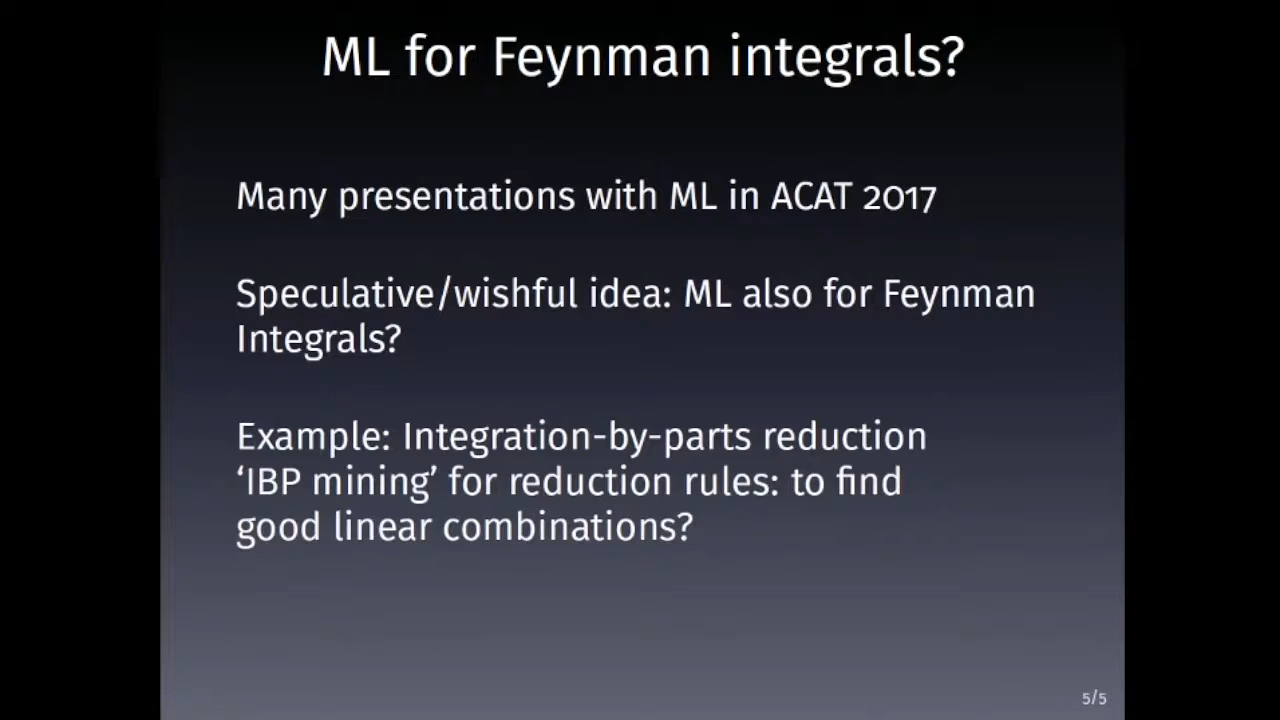 ML for Feynman integrals?
Many presentations with ML in ACAT 2017
Speculative/wishful idea: ML also for Feynman
Integrals?
Example: Integration-by-parts reduction
‘IBP mining’ for reduction rules: to find
good linear combinations?
5/5